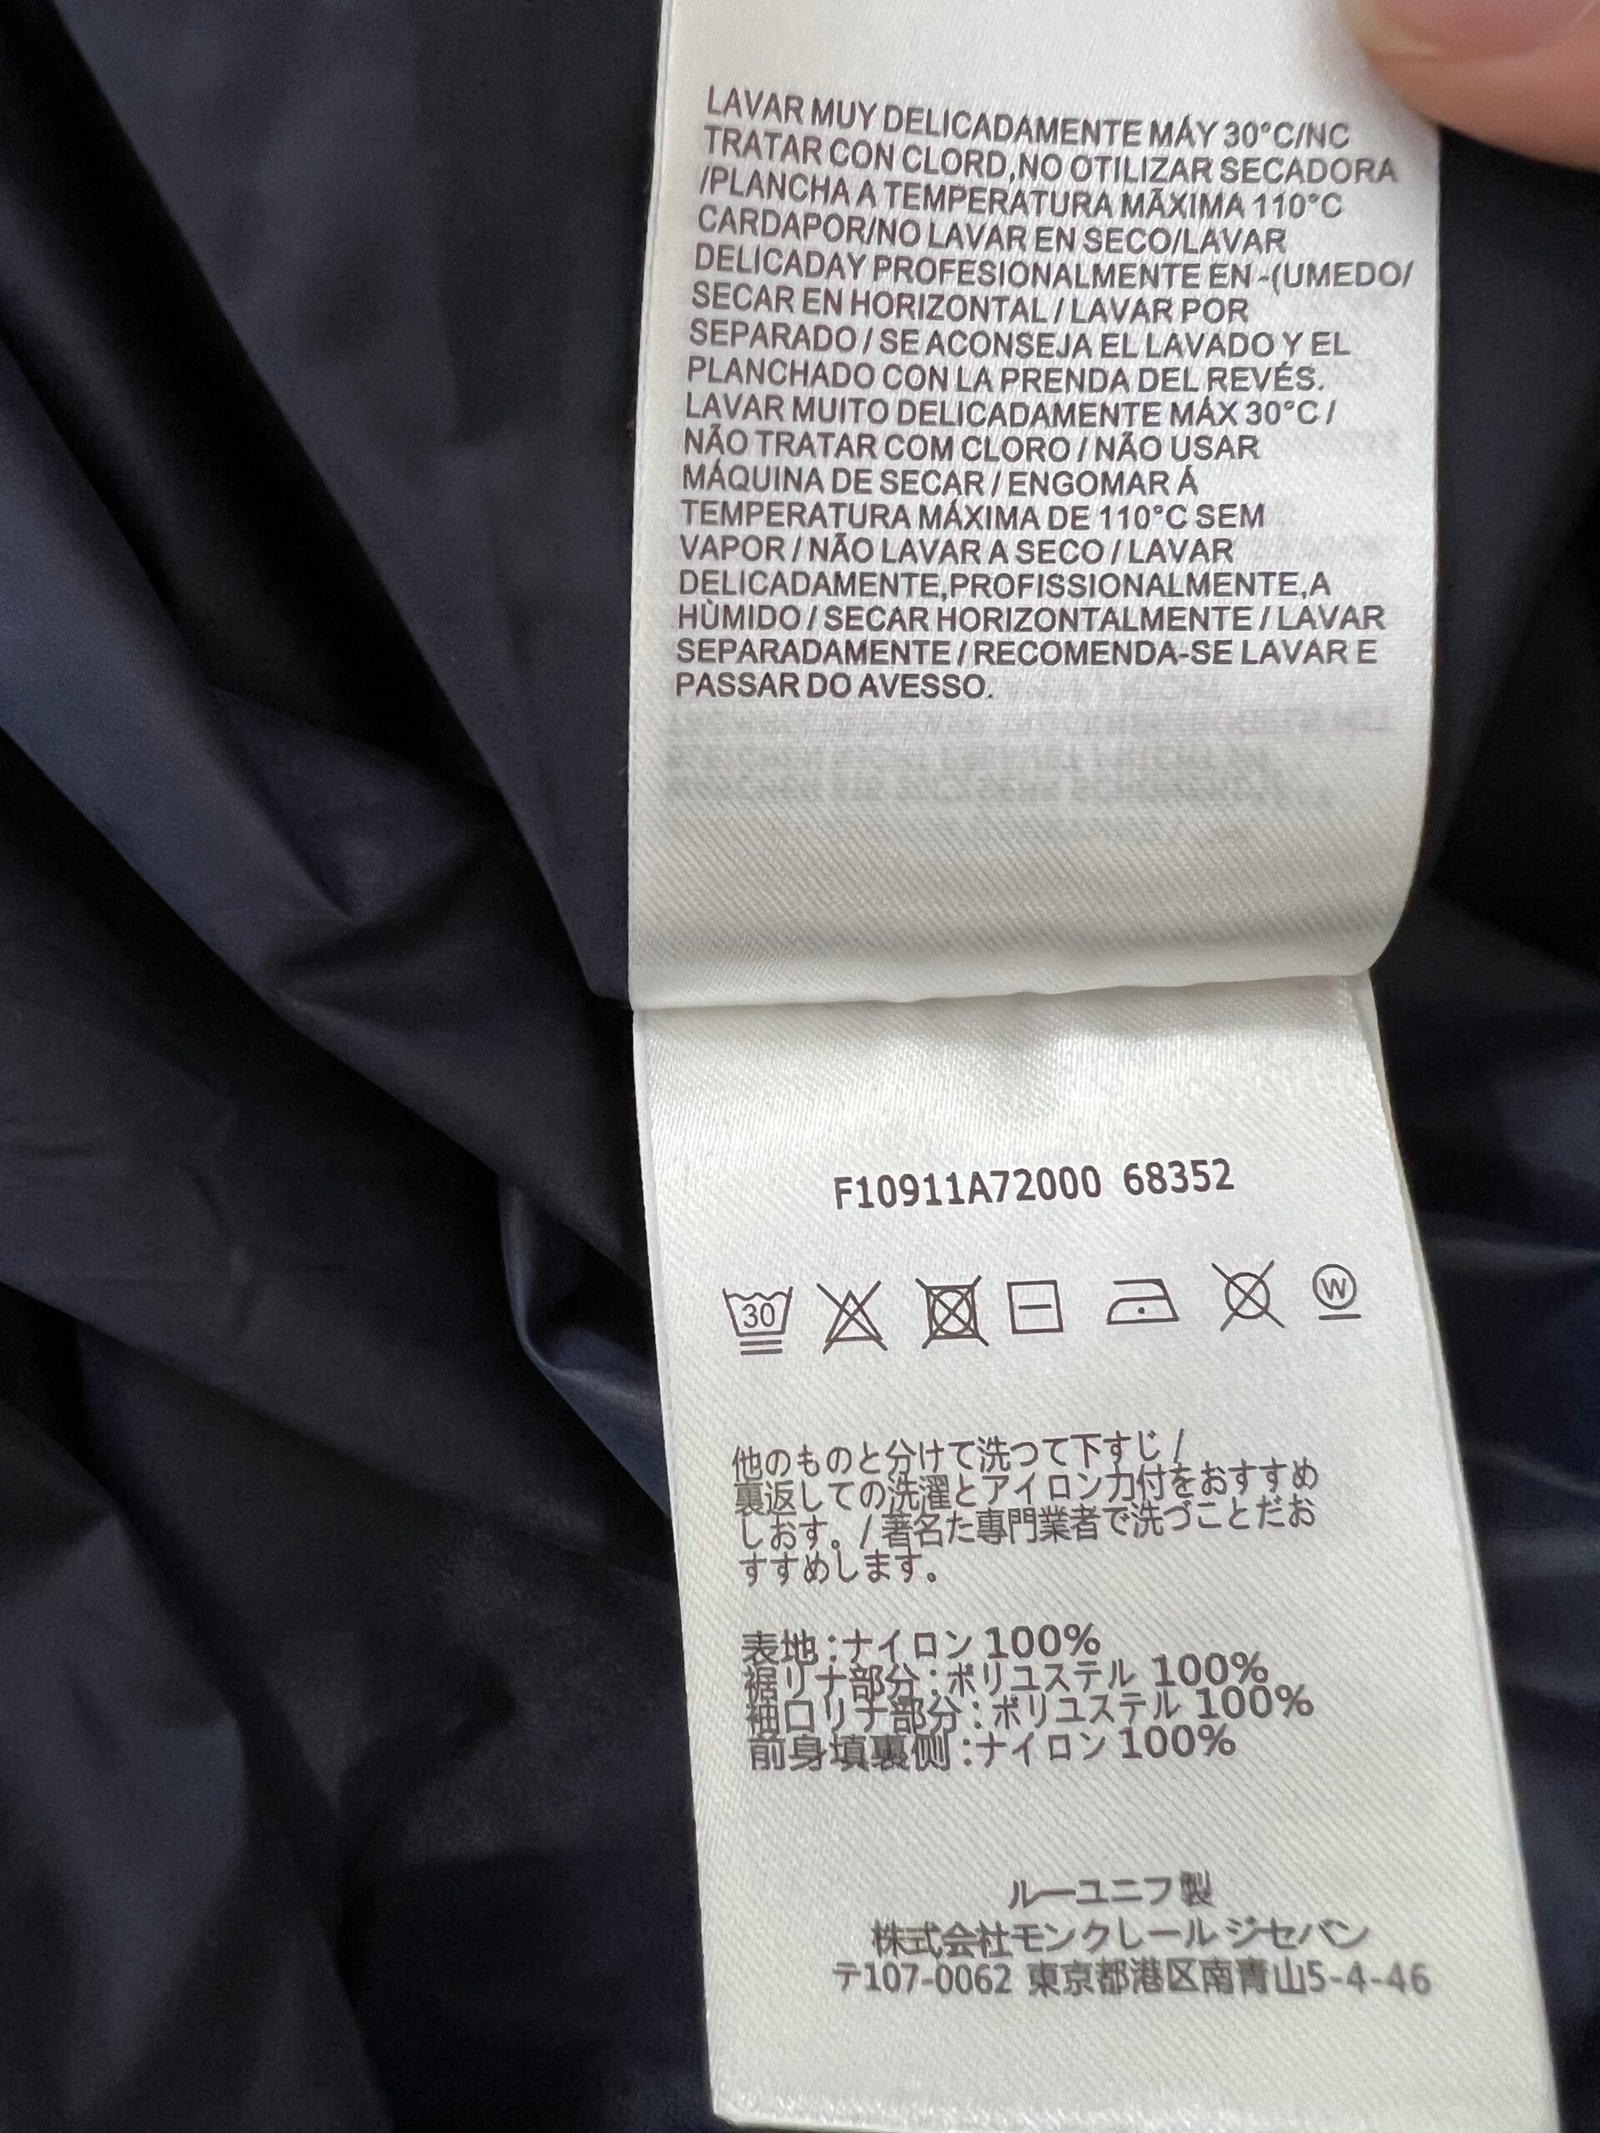 LAVAR MUY DELICADAMENTE MÁY 30°C/NC
TRATAR CON CLORD,NO OTILIZAR SECADORA
/PLANCHA A TEMPERATURA MÃXIMA 110°C
CARDAPOR/NO LAVAR EN SECO/LAVAR
DELICADAY PROFESIONALMENTE EN -(UMEDO/
SECAR EN HORIZONTAL / LAVAR POR
SEPARADO / SE ACONSEJA EL LAVADO Y EL
PLANCHADO CON LA PRENDA DEL REVÉS.
LAVAR MUITO DELICADAMENTE MÁX 30°C /
NÃO TRATAR COM CLORO / NÃO USAR
MÁQUINA DE SECAR / ENGOMAR Á
TEMPERATURA MÁXIMA DE 110°C SEM
VAPOR / NÃO LAVAR A SECO / LAVAR
DELICADAMENTE,PROFISSIONALMENTE,A
HÙMIDO / SECAR HORIZONTALMENTE / LAVAR
SEPARADAMENTE / RECOMENDA-SE LAVAR E
PASSAR DO AVESSO.
F10911A72000 68352
30
W
他のものと分けて洗つて下すじ /
裏返しての洗濯とアイロン力付をおすすめ
しおす。/ 著名た専門業者で洗づことだお
すすめします。
表地:ナイロン 100%
裾リナ部分:ポリユステル 100%
袖口リナ部分:ポリユステル 100%
前身填裏側:ナイロン 100%
ルーユニフ製
株式会社モンクレール ジセバン
〒107-0062 東京都港区南青山5-4-46